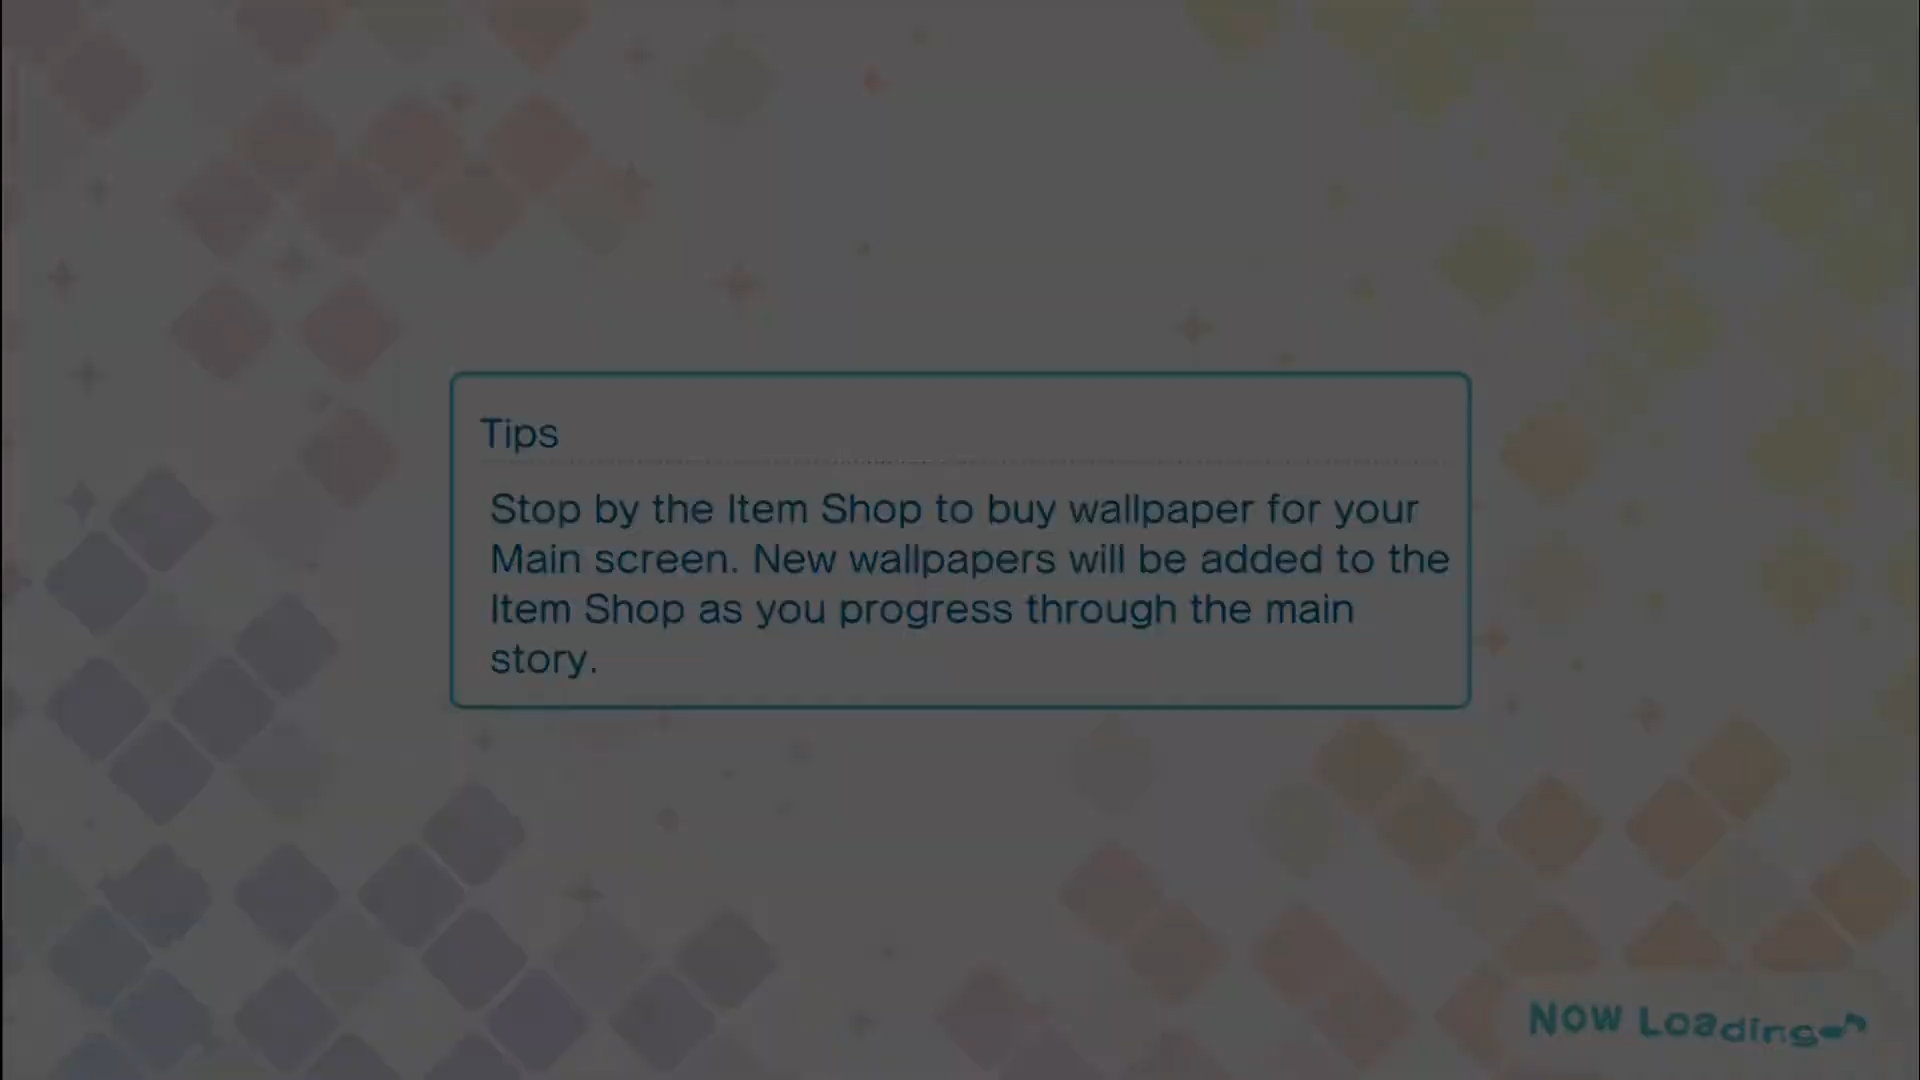 Tips
Stop by the Item Shop to buy wallpaper for your
Main screen. New wallpapers will be added to the
Item Shop as you progress through the main
story.
Now Loading